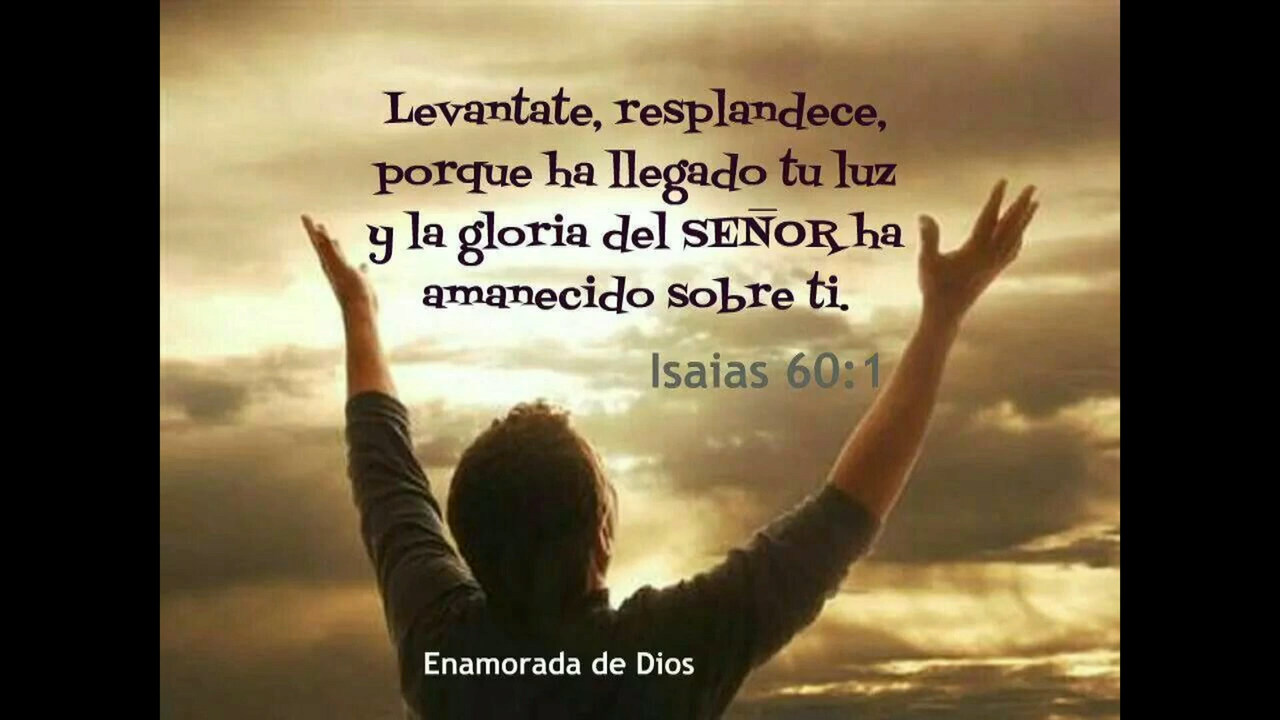 Levantate, resplandece,
porque ha llegado tu luz
y la gloria del SEÑOR ha
amanecido sobre ti.
Isaias 60:1
Enamorada de Dios